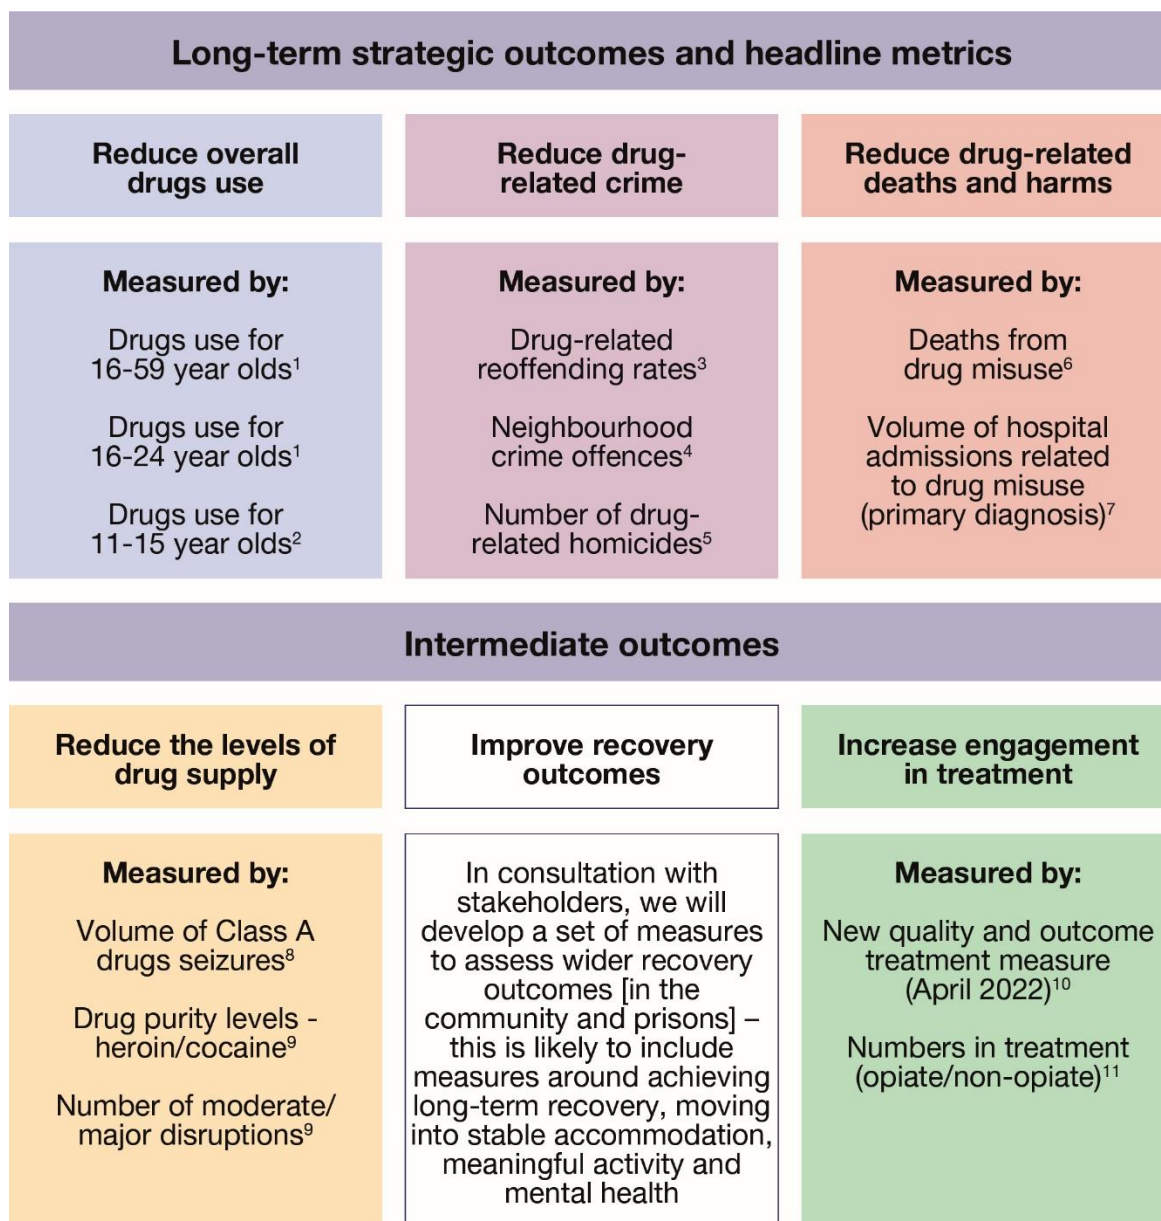 Long-term strategic outcomes and headline metrics
Reduce overall
drugs use
Reduce drug-
related crime
Reduce drug-related
deaths and harms
Measured by:
Drugs use for
16-59 year olds¹
Drugs use for
16-24 year olds¹
Drugs use for
11-15 year olds²
Measured by:
Drug-related
reoffending rates³
Neighbourhood
crime offences⁴
Number of drug-
related homicides⁵
Measured by:
Deaths from
drug misuse⁶
Volume of hospital
admissions related
to drug misuse
(primary diagnosis)⁷
Intermediate outcomes
Reduce the levels of
drug supply
Improve recovery
outcomes
Increase engagement
in treatment
Measured by:
Volume of Class A
drugs seizures⁸
Drug purity levels -
heroin/cocaine⁹
Number of moderate/
major disruptions⁹
In consultation with
stakeholders, we will
develop a set of measures
to assess wider recovery
outcomes [in the
community and prisons] –
this is likely to include
measures around achieving
long-term recovery, moving
into stable accommodation,
meaningful activity and
mental health
Measured by:
New quality and outcome
treatment measure
(April 2022)¹⁰
Numbers in treatment
(opiate/non-opiate)¹¹